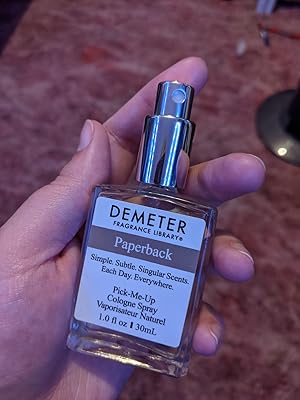 DEMETER
FRAGRANCE LIBRARY®
Paperback
Simple. Subtle. Singular Scents.
Each Day. Everywhere.
Pick-Me-Up
Cologne Spray
Vaporisateur Naturel
1.0 fl oz | 30mL